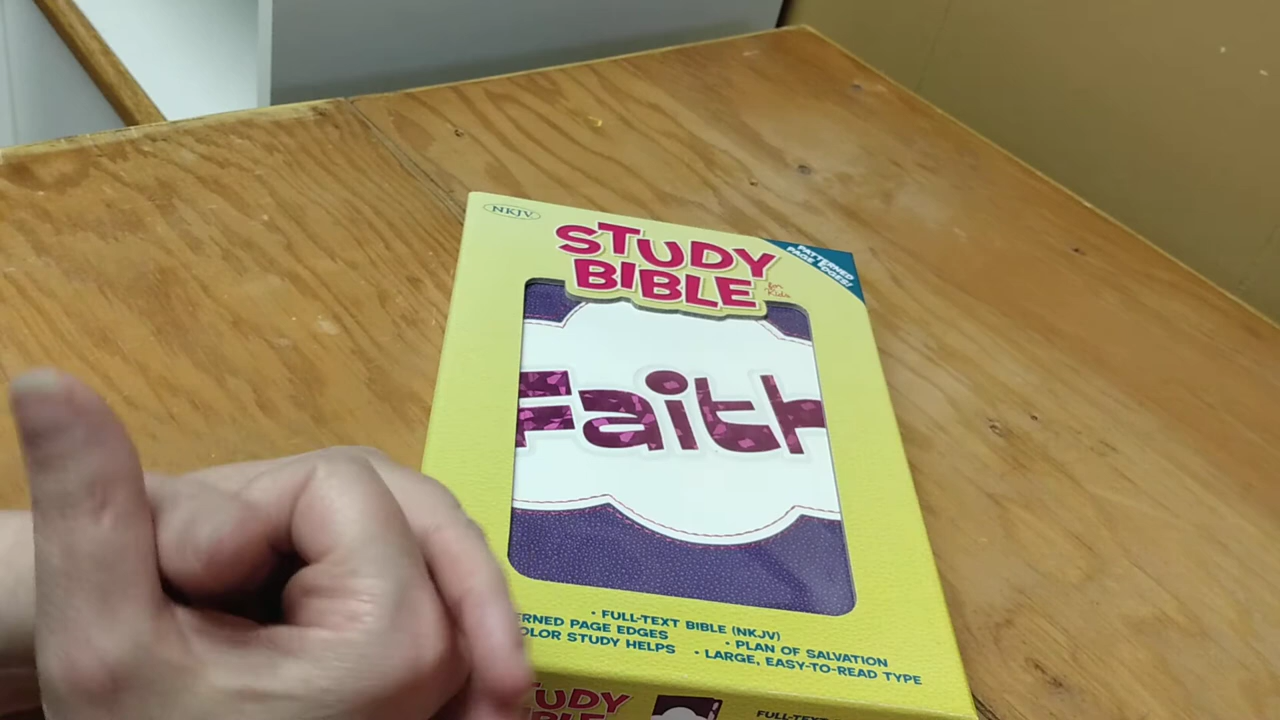 NKJV
STUDY
BIBLE
for
Kids
PATTERNED
PAGE EDGES!
Faith
• FULL-TEXT BIBLE (NKJV)
ERNED PAGE EDGES
• PLAN OF SALVATION
OLOR STUDY HELPS
• LARGE, EASY-TO-READ TYPE
STUDY
FULL-TEXT